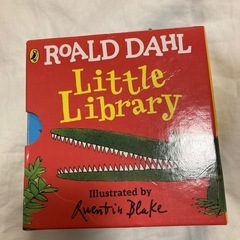 ROALD DAHL
Little
Library
Illustrated by
Quentin Blake